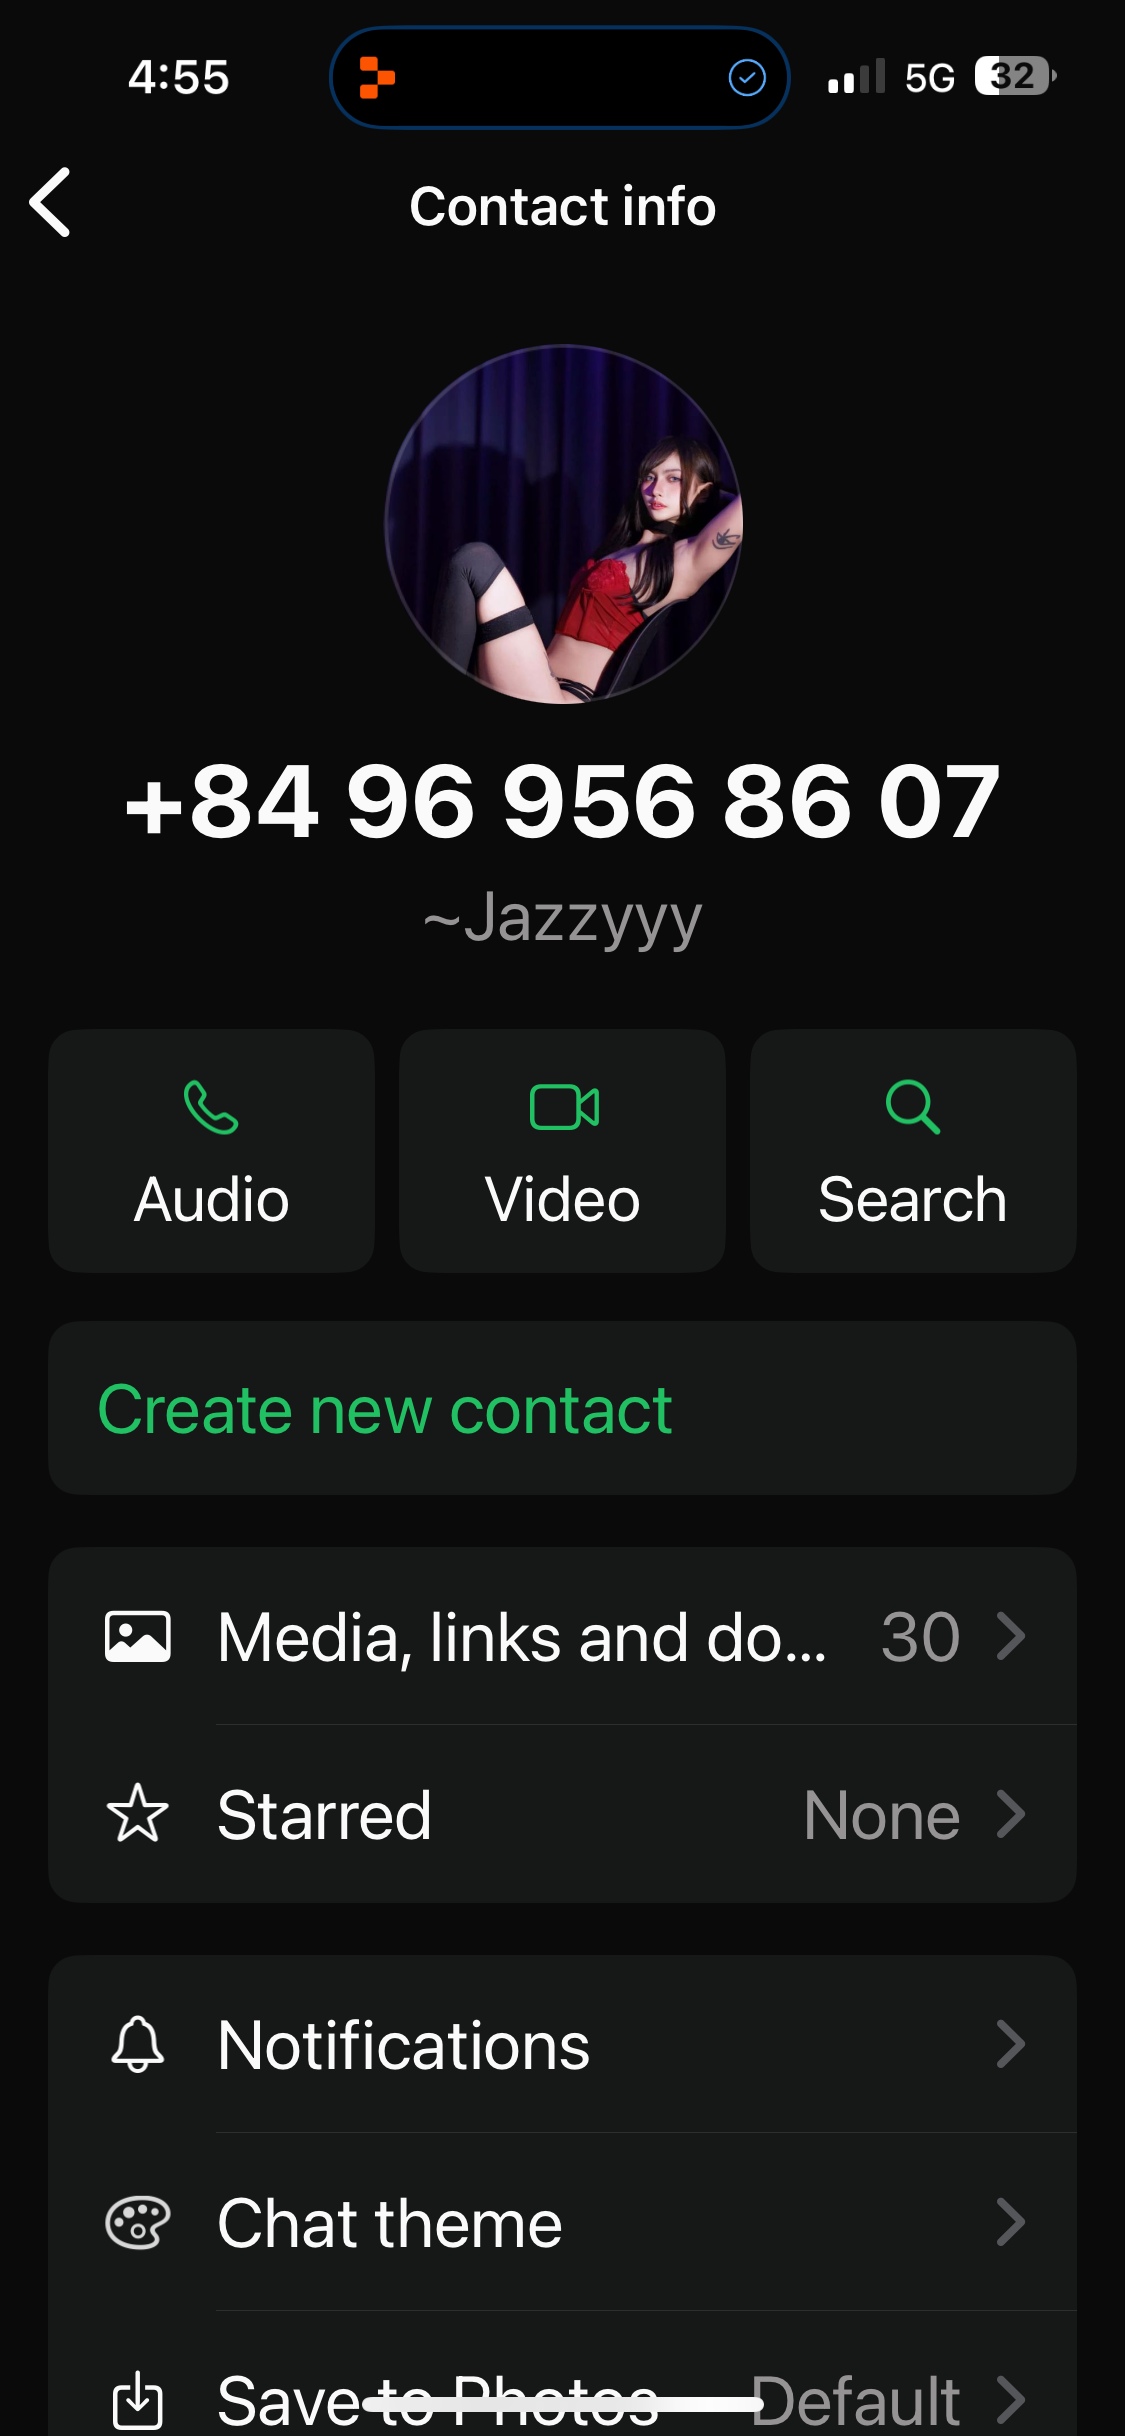 4:55
5G
32
Contact info
+84 96 956 86 07
~Jazzyyy
Audio
Video
Search
Create new contact
Media, links and do... 30
Starred None
Notifications
Chat theme
Save to Photos Default